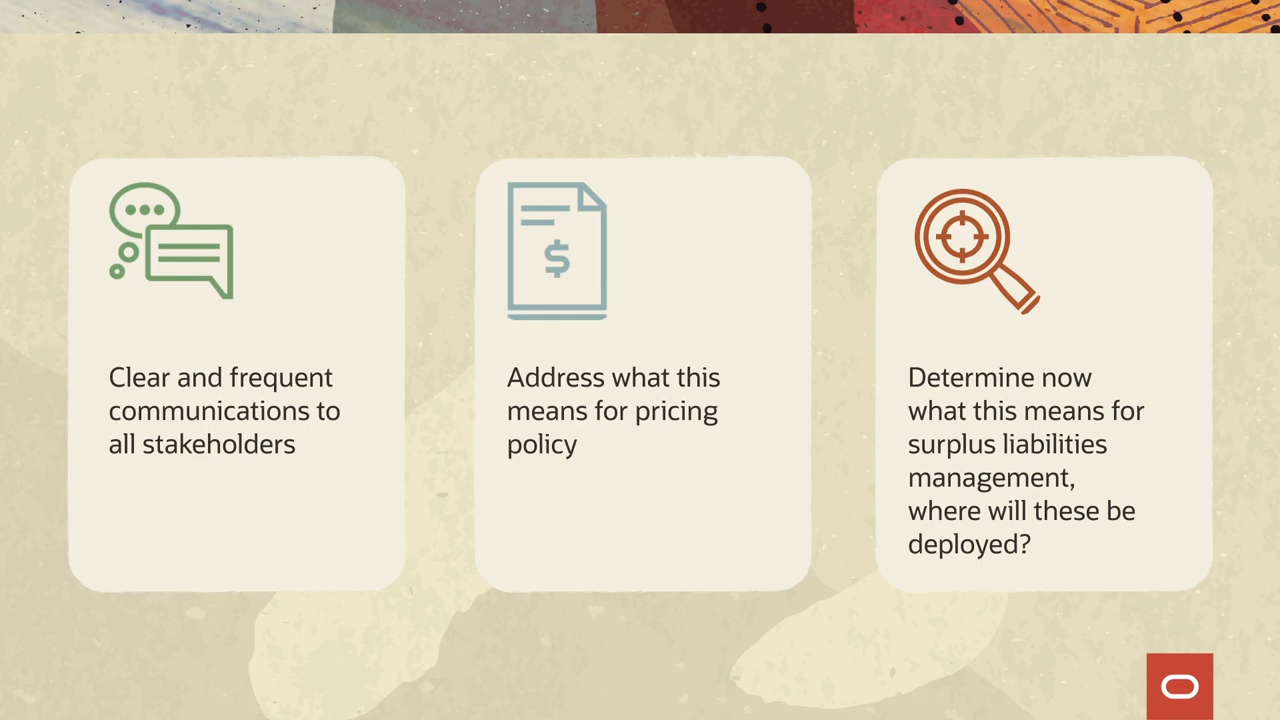 Clear and frequent
communications to
all stakeholders
$
Address what this
means for pricing
policy
Determine now
what this means for
surplus liabilities
management,
where will these be
deployed?